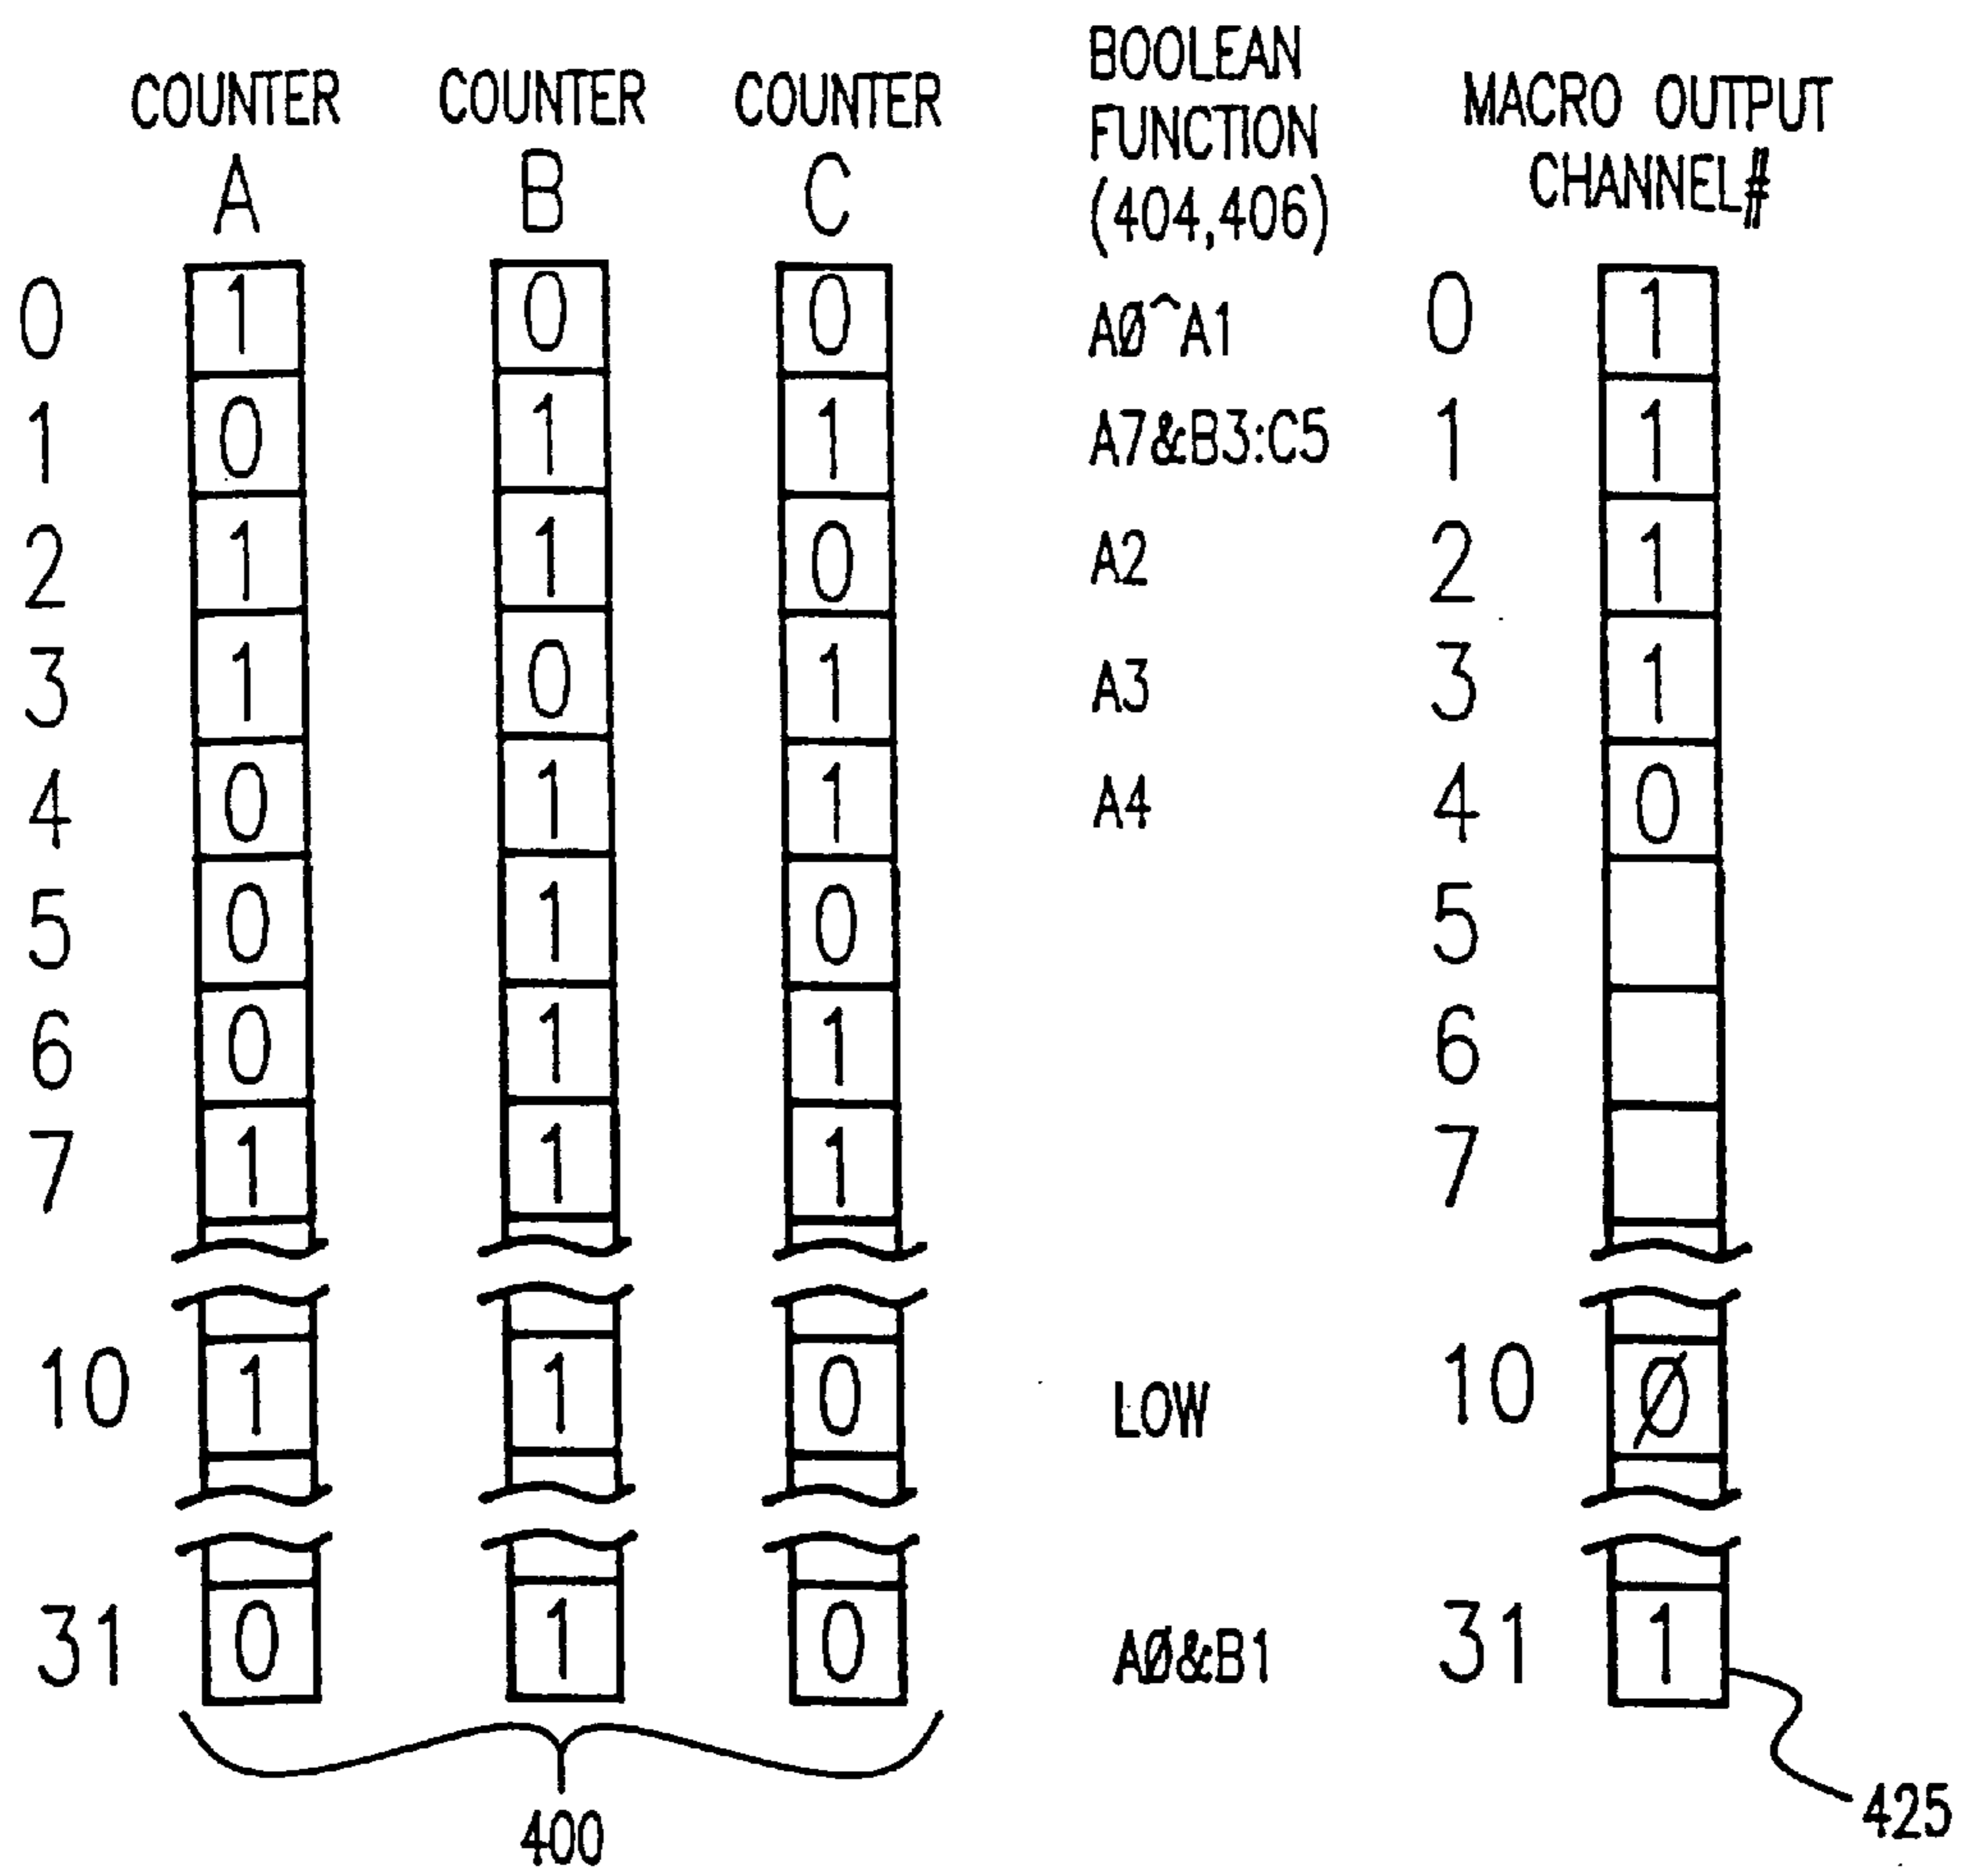 COUNTER COUNTER COUNTER BOOLEAN FUNCTION (404,406) MACRO OUTPUT CHANNEL#
A B C
0 1 0 0 AØ^A1 0 1
1 0 1 1 A7&B3:C5 1 1
2 1 1 0 A2 2 1
3 1 0 1 A3 3 1
4 0 1 1 A4 4 0
5 0 1 0 5
6 0 1 1 6
7 1 1 1 7
10 1 1 0 LOW 10 Ø
31 0 1 0 AØ&B1 31 1
400
425